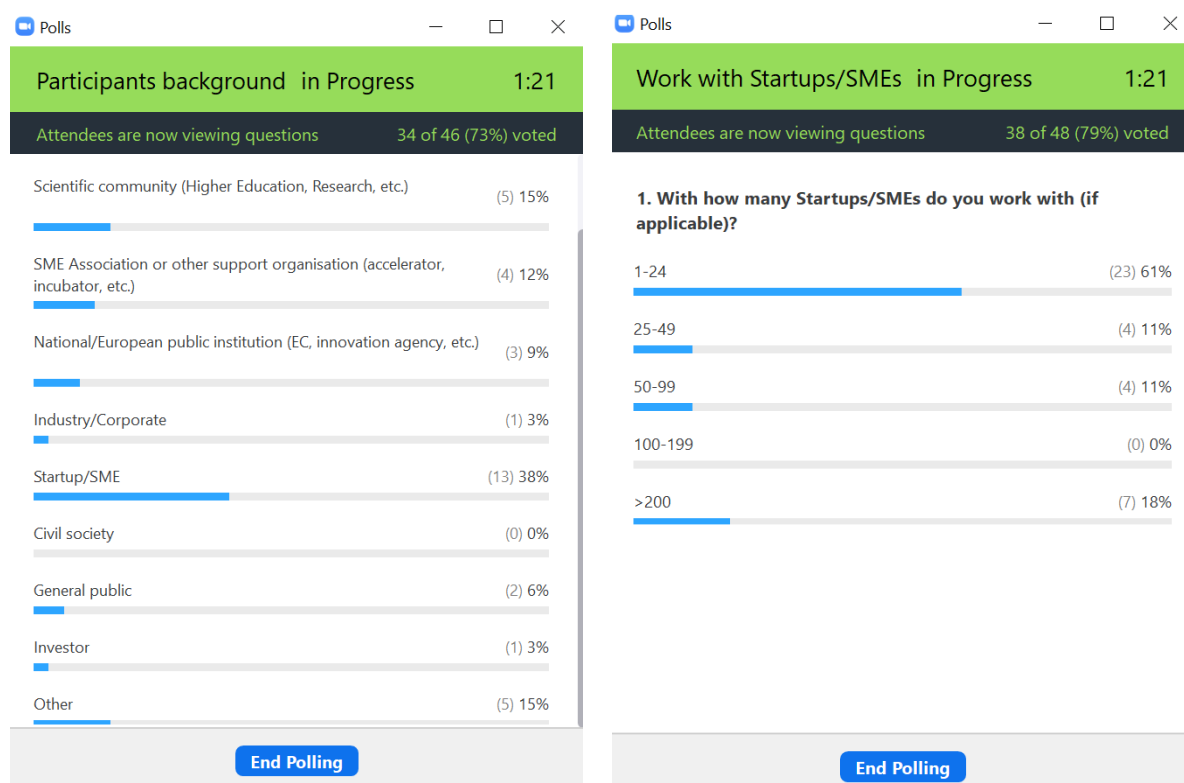 Polls
Participants background in Progress 1:21
Attendees are now viewing questions 34 of 46 (73%) voted
Scientific community (Higher Education, Research, etc.) (5) 15%
SME Association or other support organisation (accelerator,
incubator, etc.) (4) 12%
National/European public institution (EC, innovation agency, etc.) (3) 9%
Industry/Corporate (1) 3%
Startup/SME (13) 38%
Civil society (0) 0%
General public (2) 6%
Investor (1) 3%
Other (5) 15%
End Polling
Polls
Work with Startups/SMEs in Progress 1:21
Attendees are now viewing questions 38 of 48 (79%) voted
1. With how many Startups/SMEs do you work with (if
applicable)?
1-24 (23) 61%
25-49 (4) 11%
50-99 (4) 11%
100-199 (0) 0%
>200 (7) 18%
End Polling